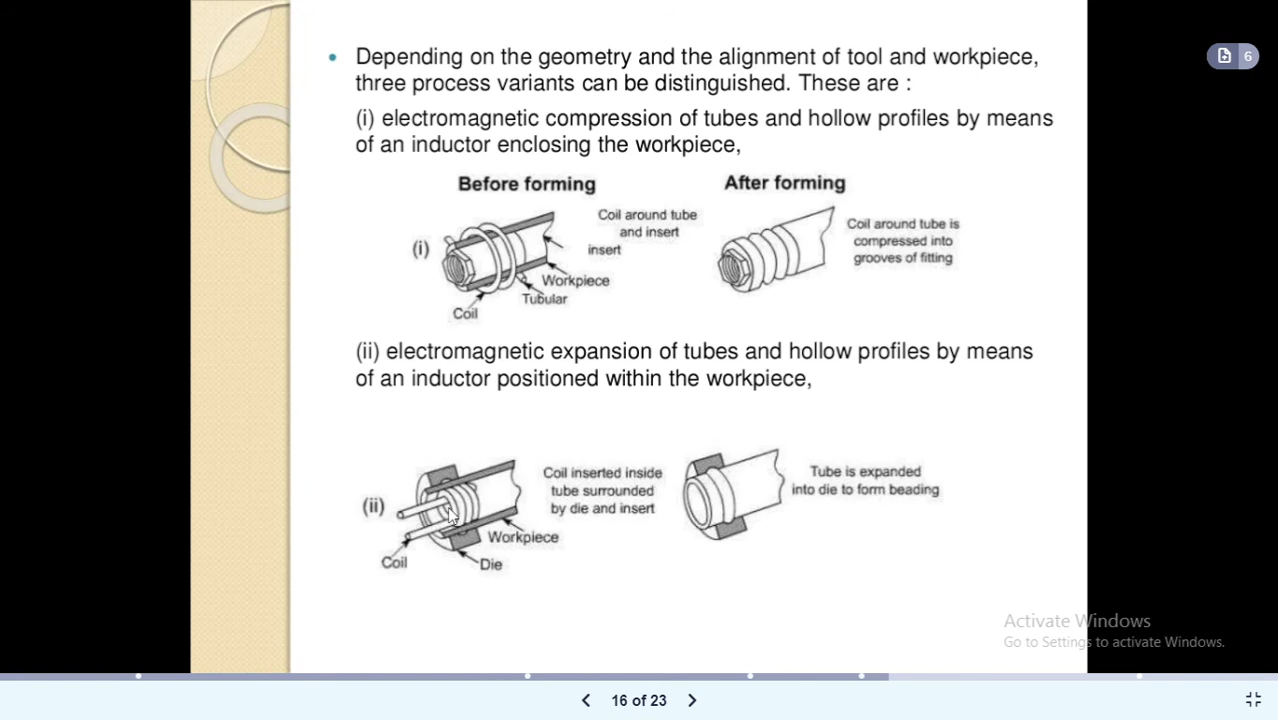 6
• Depending on the geometry and the alignment of tool and workpiece,
three process variants can be distinguished. These are :
(i) electromagnetic compression of tubes and hollow profiles by means
of an inductor enclosing the workpiece,
Before forming
After forming
(i)
Coil around tube
and insert
insert
Workpiece
Tubular
Coil
Coil around tube is
compressed into
grooves of fitting
(ii) electromagnetic expansion of tubes and hollow profiles by means
of an inductor positioned within the workpiece,
(ii)
Coil inserted inside
tube surrounded
by die and insert
Workpiece
Coil
Die
Tube is expanded
into die to form beading
Activate Windows
Go to Settings to activate Windows.
16 of 23